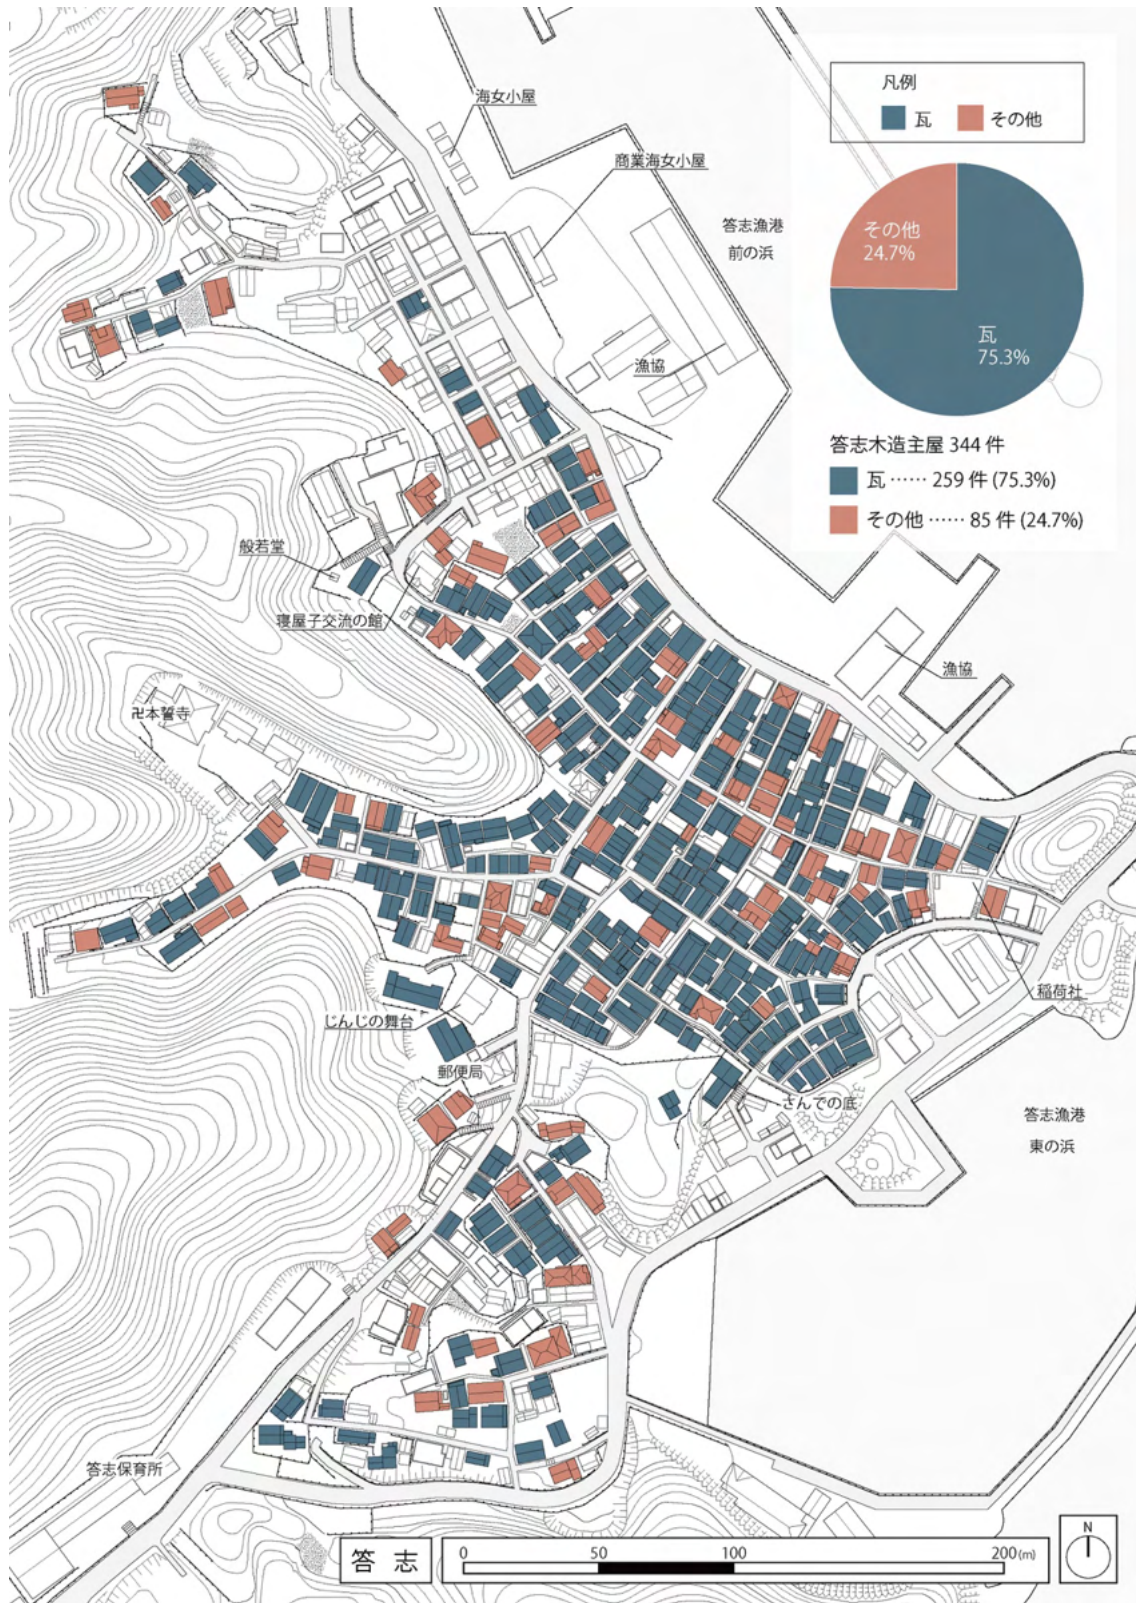 凡例
瓦
その他
その他
24.7%
瓦
75.3%
答志木造主屋 344 件
瓦…… 259 件 (75.3%)
その他 …… 85 件 (24.7%)
海女小屋
商業海女小屋
答志漁港
前の浜
漁協
般若堂
寝屋子交流の館
漁協
卍本誓寺
稲荷社
じんじの舞台
郵便局
さんでの底
答志漁港
東の浜
答志保育所
答 志
0 50 100 200(m)
N